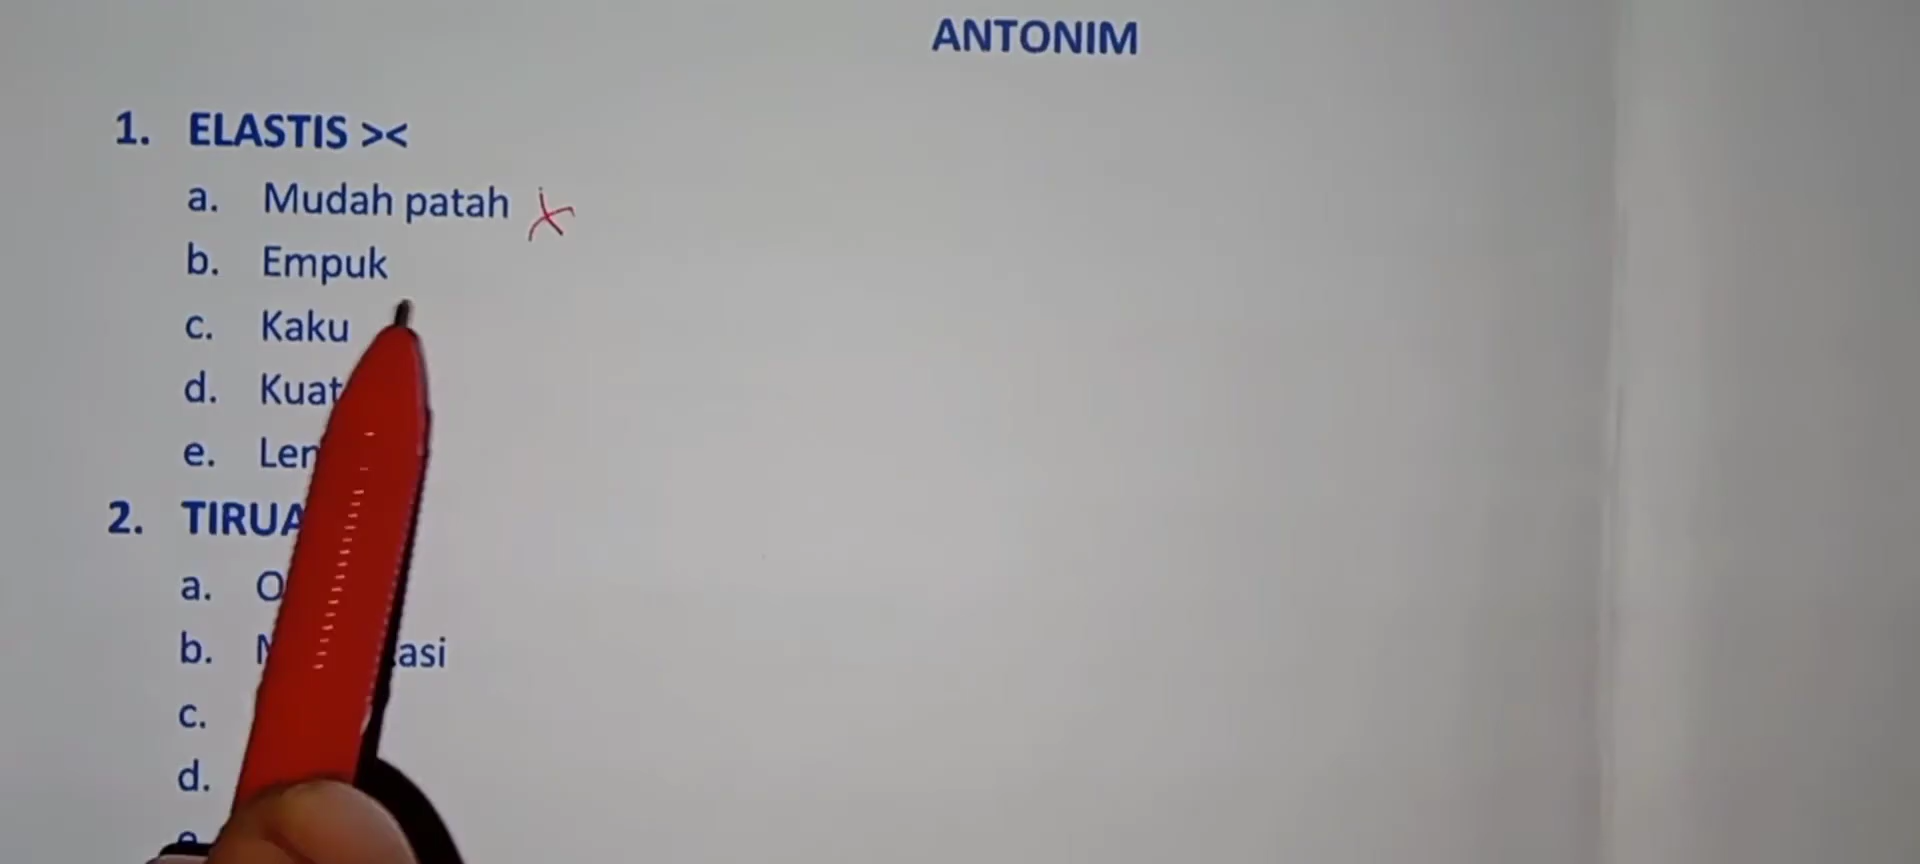 ANTONIM
1. ELASTIS ><
a. Mudah patah
b. Empuk
c. Kaku
d. Kuat
e.
2.
a.
b.
c.
d.